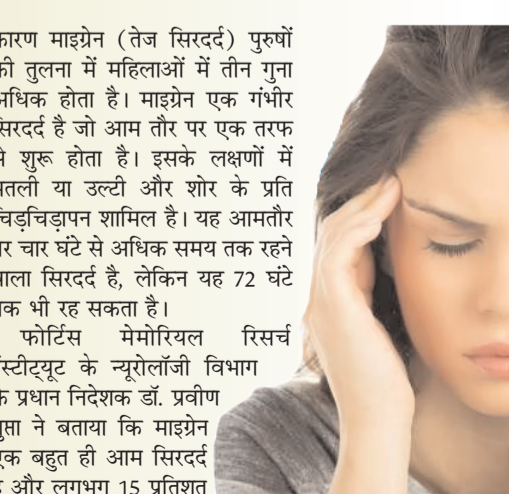 कारण माइग्रेन (तेज सिरदर्द) पुरुषों
की तुलना में महिलाओं में तीन गुना
अधिक होता है। माइग्रेन एक गंभीर
सिरदर्द है जो आम तौर पर एक तरफ
से शुरू होता है। इसके लक्षणों में
मतली या उल्टी और शोर के प्रति
चिड़चिड़ापन शामिल है। यह आमतौर
पर चार घंटे से अधिक समय तक रहने
वाला सिरदर्द है, लेकिन यह 72 घंटे
तक भी रह सकता है।
फोर्टिस मेमोरियल रिसर्च
इंस्टीट्यूट के न्यूरोलॉजी विभाग
के प्रधान निदेशक डॉ. प्रवीण
गुप्ता ने बताया कि माइग्रेन
एक बहुत ही आम सिरदर्द
है और लगभग 15 प्रतिशत